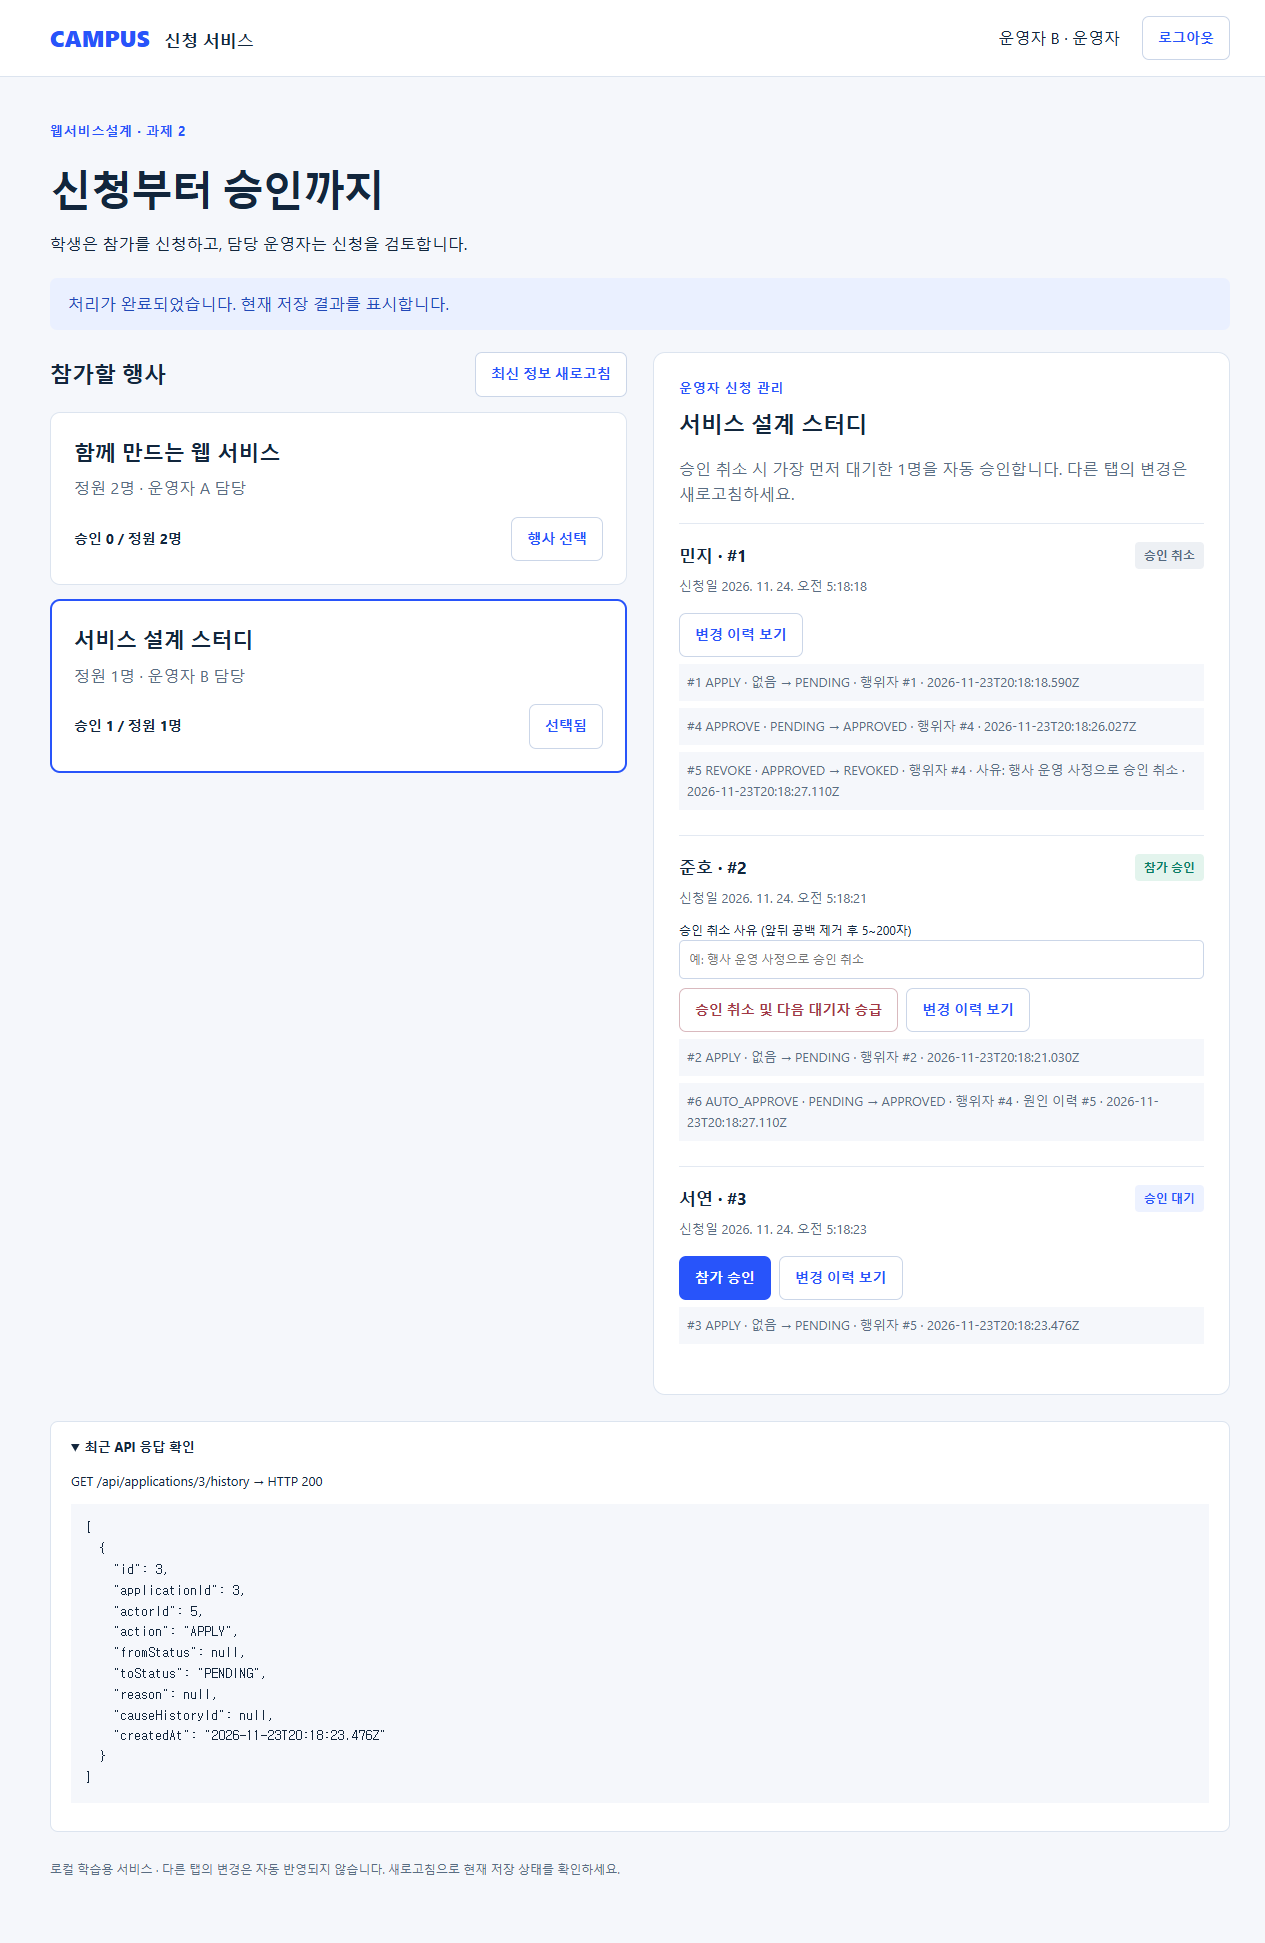 CAMPUS 신청 서비스
운영자 B · 운영자
로그아웃
웹서비스설계 · 과제 2
신청부터 승인까지
학생은 참가를 신청하고, 담당 운영자는 신청을 검토합니다.
처리가 완료되었습니다. 현재 저장 결과를 표시합니다.
참가할 행사
최신 정보 새로고침
함께 만드는 웹 서비스
정원 2명 · 운영자 A 담당
승인 0 / 정원 2명
행사 선택
서비스 설계 스터디
정원 1명 · 운영자 B 담당
승인 1 / 정원 1명
선택됨
운영자 신청 관리
서비스 설계 스터디
승인 취소 시 가장 먼저 대기한 1명을 자동 승인합니다. 다른 탭의 변경은
새로고침하세요.
민지 · #1
승인 취소
신청일 2026. 11. 24. 오전 5:18:18
변경 이력 보기
#1 APPLY · 없음 → PENDING · 행위자 #1 · 2026-11-23T20:18:18.590Z
#4 APPROVE · PENDING → APPROVED · 행위자 #4 · 2026-11-23T20:18:26.027Z
#5 REVOKE · APPROVED → REVOKED · 행위자 #4 · 사유: 행사 운영 사정으로 승인 취소 ·
2026-11-23T20:18:27.110Z
준호 · #2
참가 승인
신청일 2026. 11. 24. 오전 5:18:21
승인 취소 사유 (앞뒤 공백 제거 후 5~200자)
예: 행사 운영 사정으로 승인 취소
승인 취소 및 다음 대기자 승급
변경 이력 보기
#2 APPLY · 없음 → PENDING · 행위자 #2 · 2026-11-23T20:18:21.030Z
#6 AUTO_APPROVE · PENDING → APPROVED · 행위자 #4 · 원인 이력 #5 · 2026-11-
23T20:18:27.110Z
서연 · #3
승인 대기
신청일 2026. 11. 24. 오전 5:18:23
참가 승인
변경 이력 보기
#3 APPLY · 없음 → PENDING · 행위자 #5 · 2026-11-23T20:18:23.476Z
▼ 최근 API 응답 확인
GET /api/applications/3/history → HTTP 200
[
  {
    "id": 3,
    "applicationId": 3,
    "actorId": 5,
    "action": "APPLY",
    "fromStatus": null,
    "toStatus": "PENDING",
    "reason": null,
    "causeHistoryId": null,
    "createdAt": "2026-11-23T20:18:23.476Z"
  }
]
로컬 학습용 서비스 · 다른 탭의 변경은 자동 반영되지 않습니다. 새로고침으로 현재 저장 상태를 확인하세요.